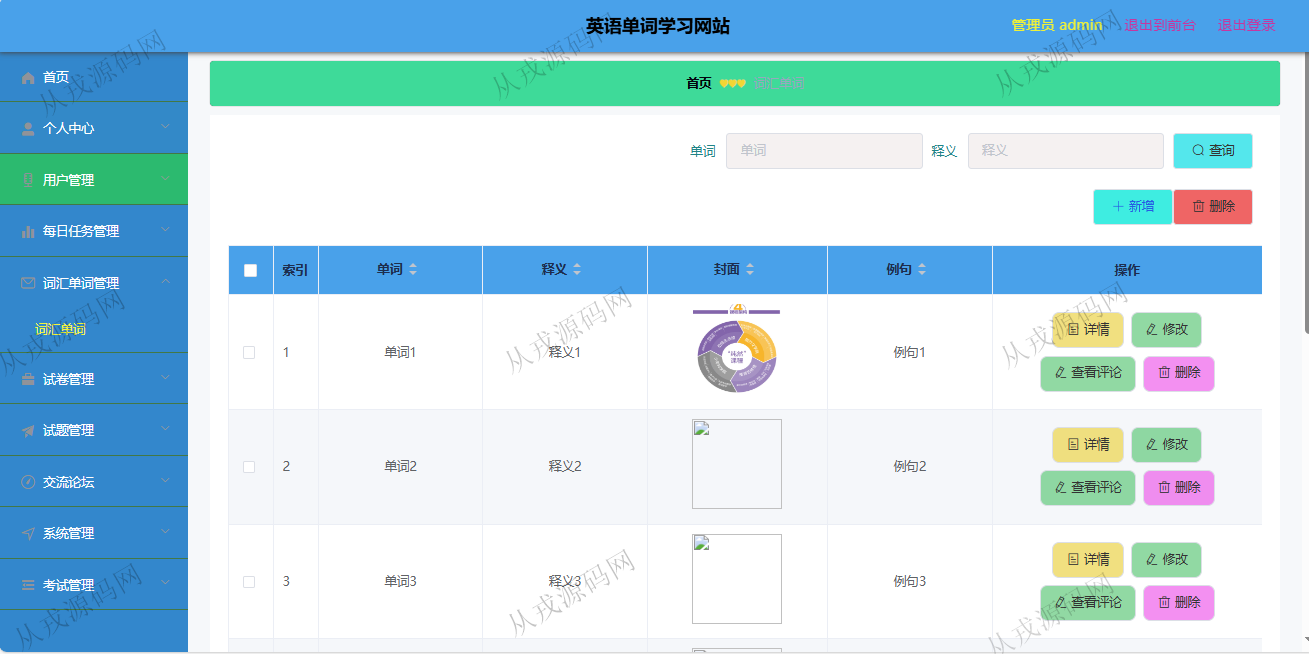 英语单词学习网站
管理员 admin
退出到前台
退出登录
首页
个人中心
用户管理
每日任务管理
词汇单词管理
词汇单词
试卷管理
试题管理
交流论坛
系统管理
考试管理
首页 词汇单词
单词 单词 释义 释义 查询
新增 删除
索引 单词 释义 封面 例句 操作
1 单词1 释义1 例句1 详情 修改
查看评论 删除
"纯然"
课程
2 单词2 释义2 例句2 详情 修改
查看评论 删除
3 单词3 释义3 例句3 详情 修改
查看评论 删除
从戎源码网
从戎源码网
从戎源码网
从戎源码网
从戎源码网
从戎源码网
从戎源码网
从戎源码网
从戎源码网